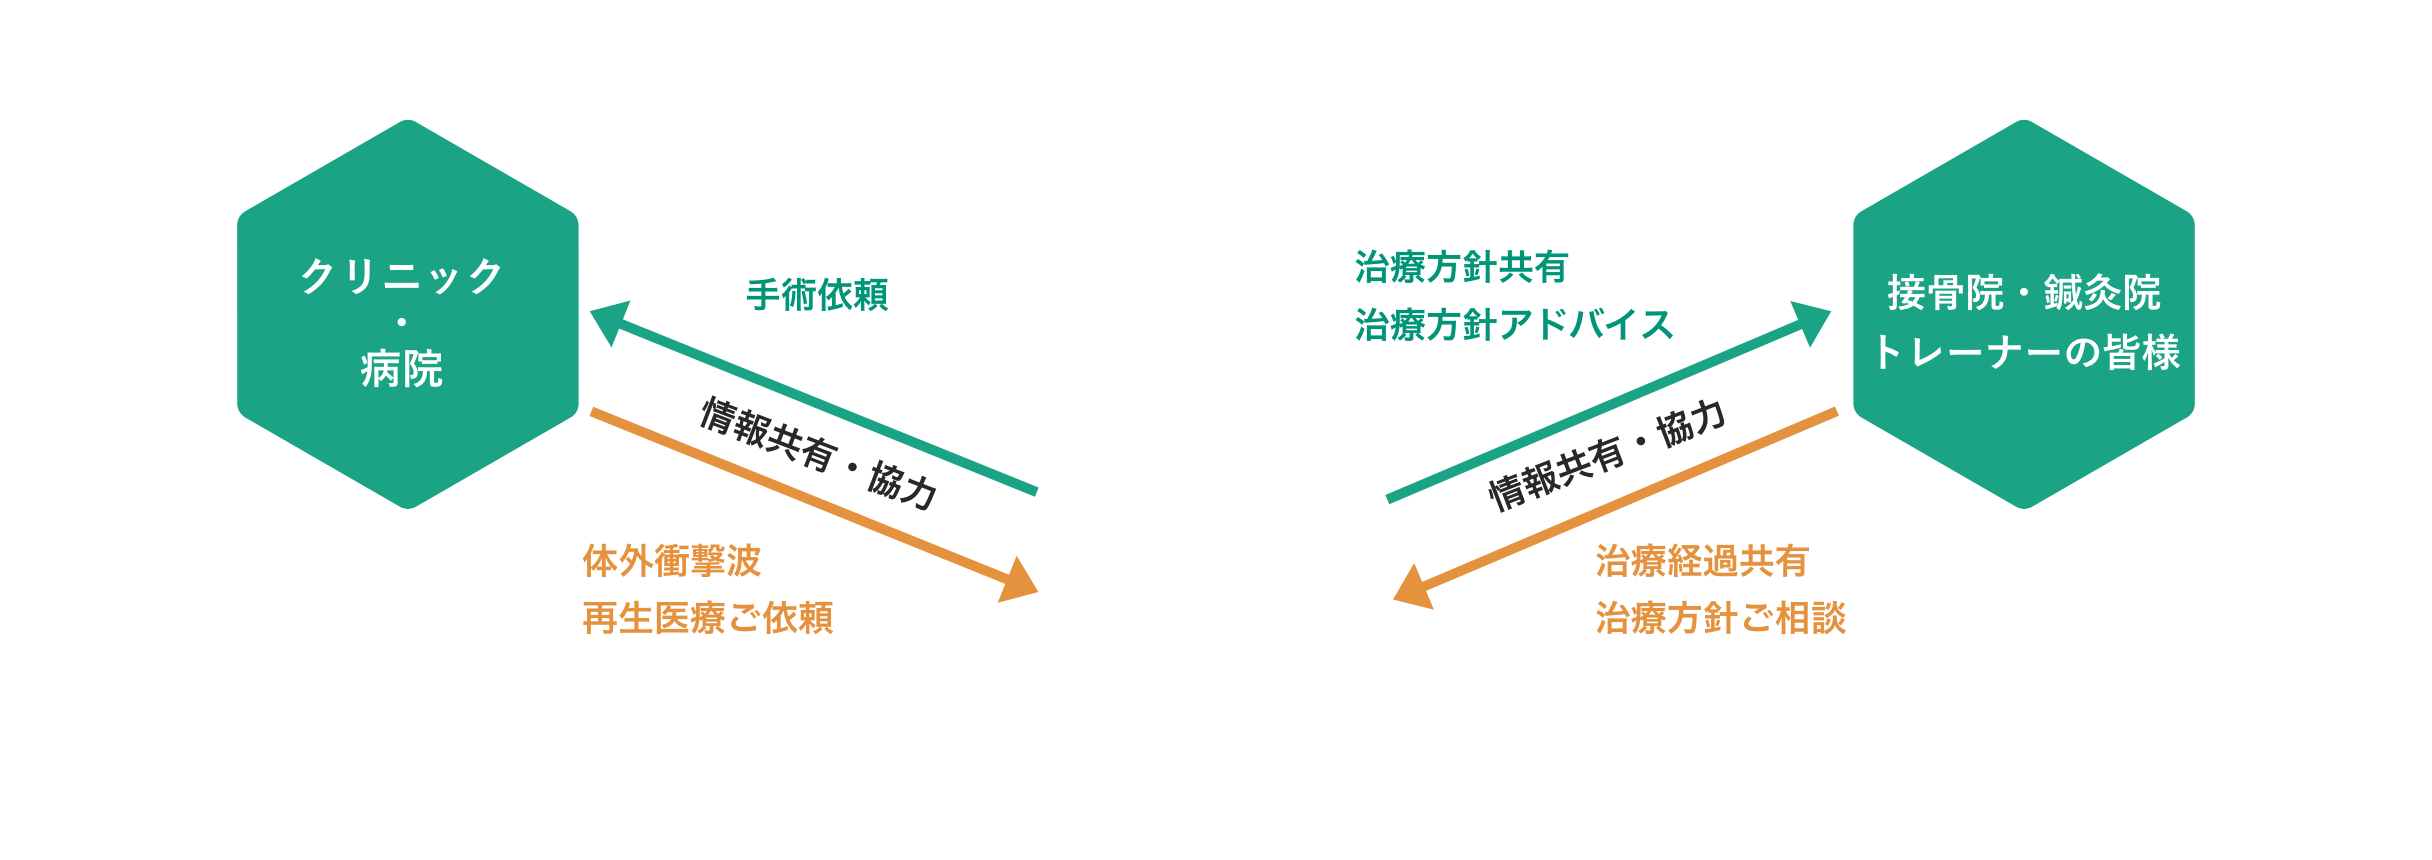 クリニック
・
病院
手術依頼
情報共有・協力
体外衝撃波
再生医療ご依頼
治療方針共有
治療方針アドバイス
情報共有・協力
治療経過共有
治療方針ご相談
接骨院・鍼灸院
トレーナーの皆様